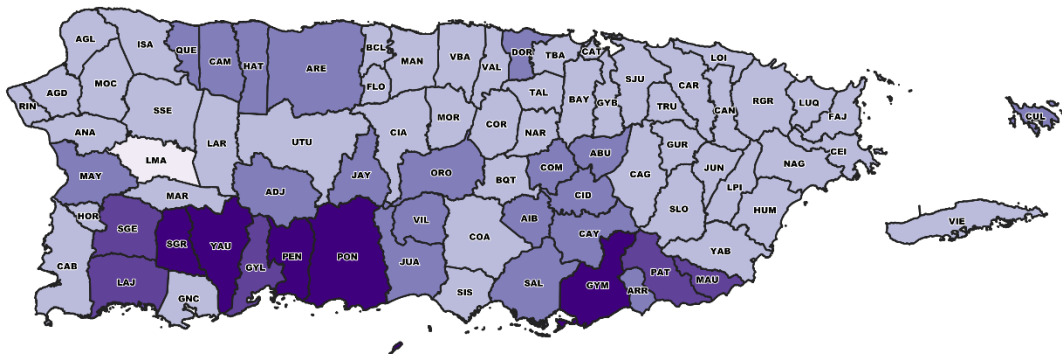 AGL
ISA
QUE
CAM
HAT
ARE
BCL
MAN
VBA
VAL
DOR
TBA
CAT
SJU
CAR
LOI
RIN
AGD
MOC
SSE
FLO
TAL
BAY
GYB
TRU
CAN
RGR
LUQ
FAJ
CUL
ANA
LAR
UTU
CIA
MOR
COR
NAR
GUR
CEI
MAY
LMA
MAR
ADJ
JAY
ORO
BQT
COM
ABU
CID
CAG
JUN
LPI
NAG
HOR
SGE
SCR
YAU
GYL
PEN
PON
VIL
COA
AIB
CAY
SLO
HUM
VIE
CAB
LAJ
GNC
JUA
SIS
SAL
GYM
ARR
PAT
MAU
YAB